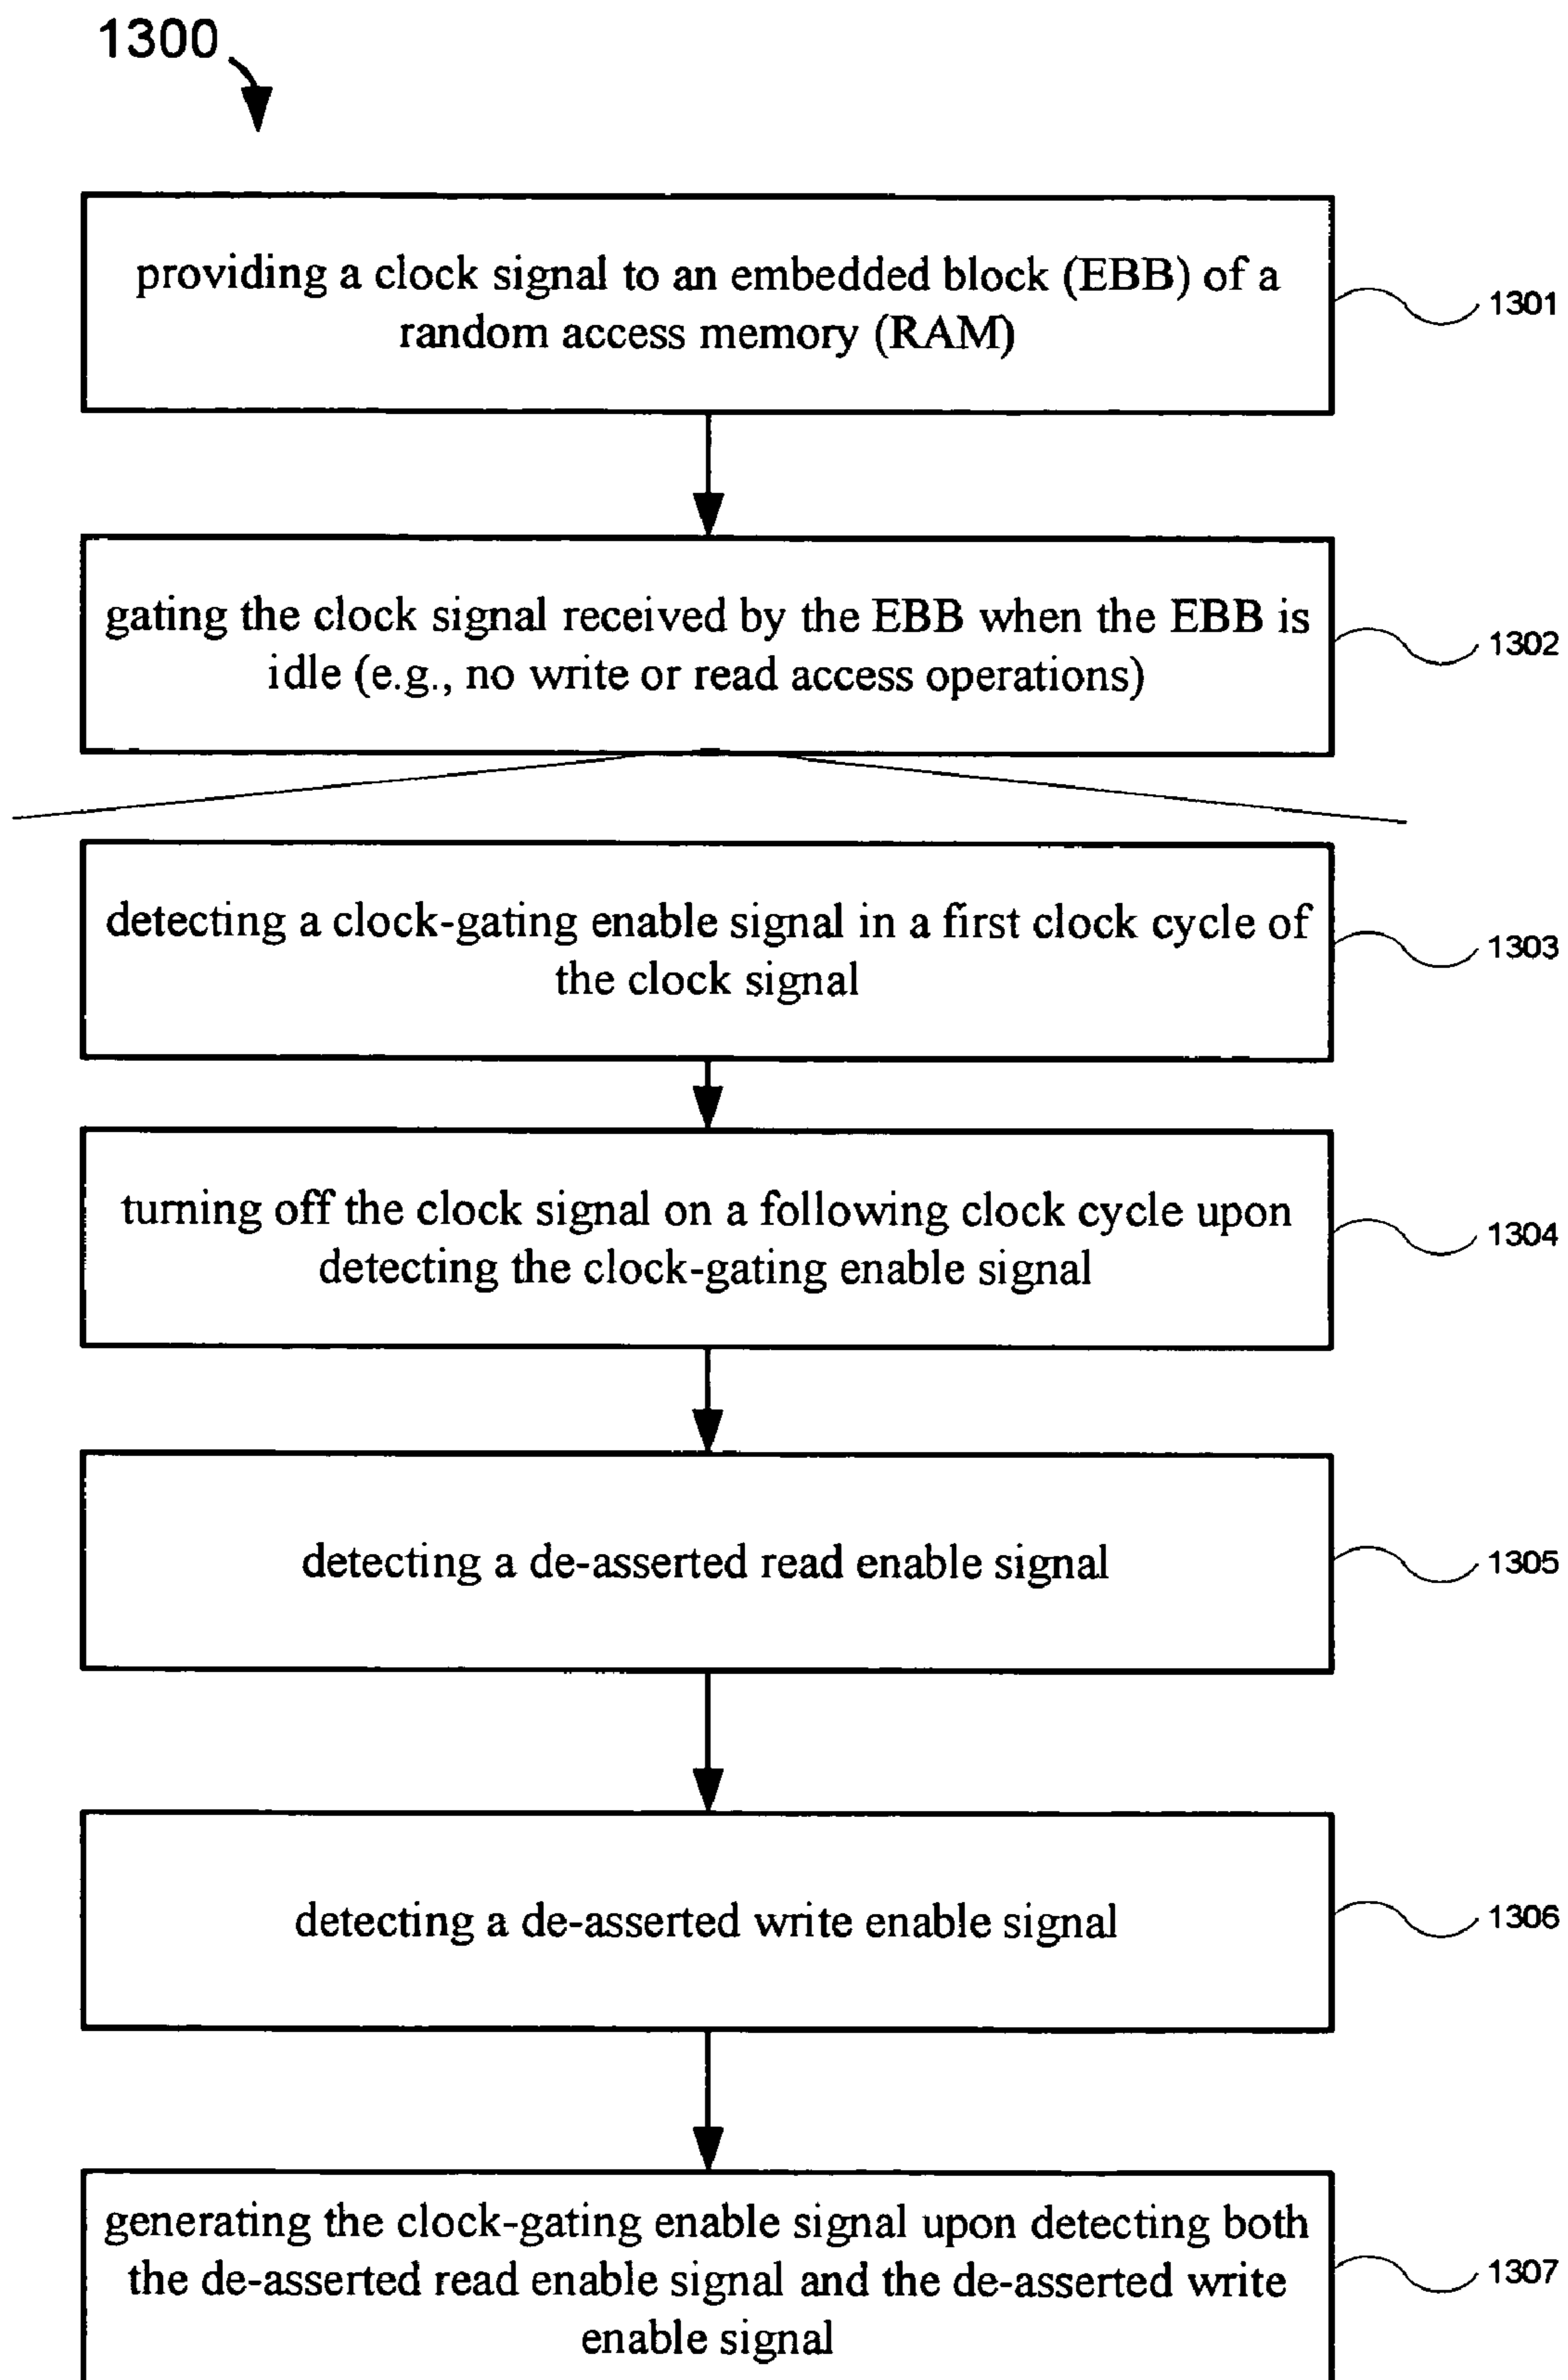 1300
providing a clock signal to an embedded block (EBB) of a
random access memory (RAM)
1301
gating the clock signal received by the EBB when the EBB is
idle (e.g., no write or read access operations)
1302
detecting a clock-gating enable signal in a first clock cycle of
the clock signal
1303
turning off the clock signal on a following clock cycle upon
detecting the clock-gating enable signal
1304
detecting a de-asserted read enable signal
1305
detecting a de-asserted write enable signal
1306
generating the clock-gating enable signal upon detecting both
the de-asserted read enable signal and the de-asserted write
enable signal
1307